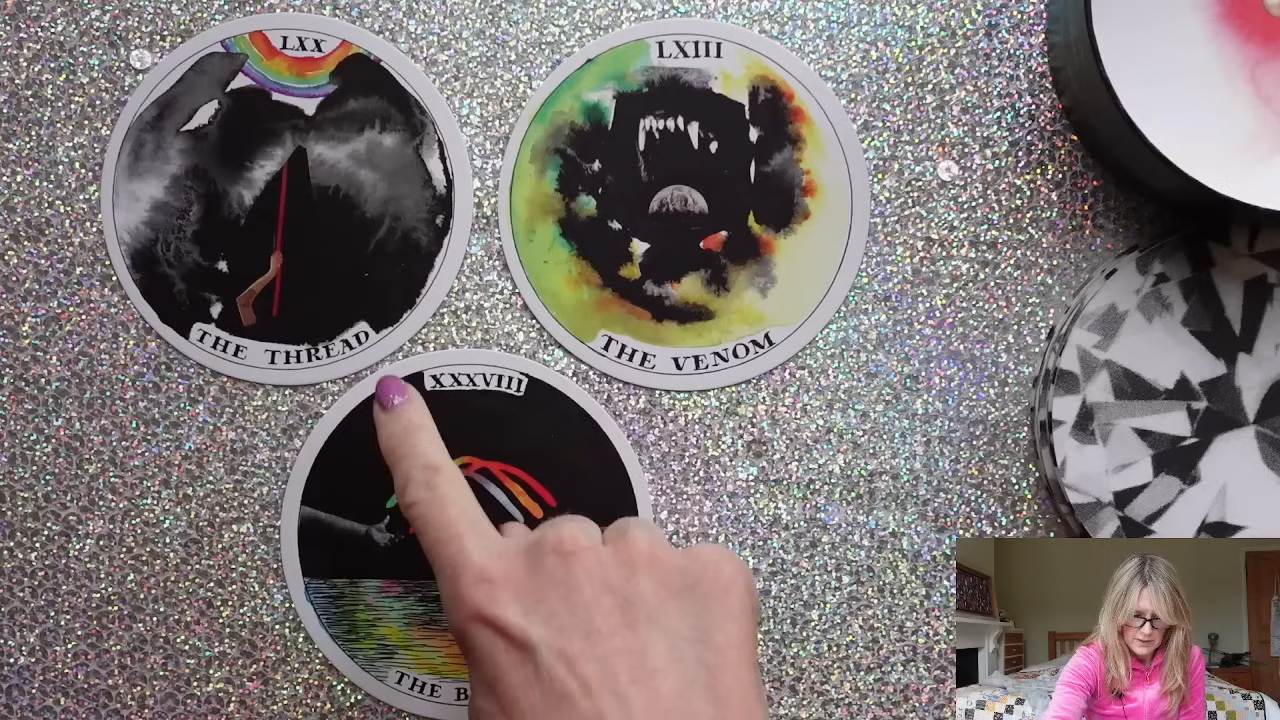 LXX
THE THREAD
LXIII
THE VENOM
XXXVIII
THE